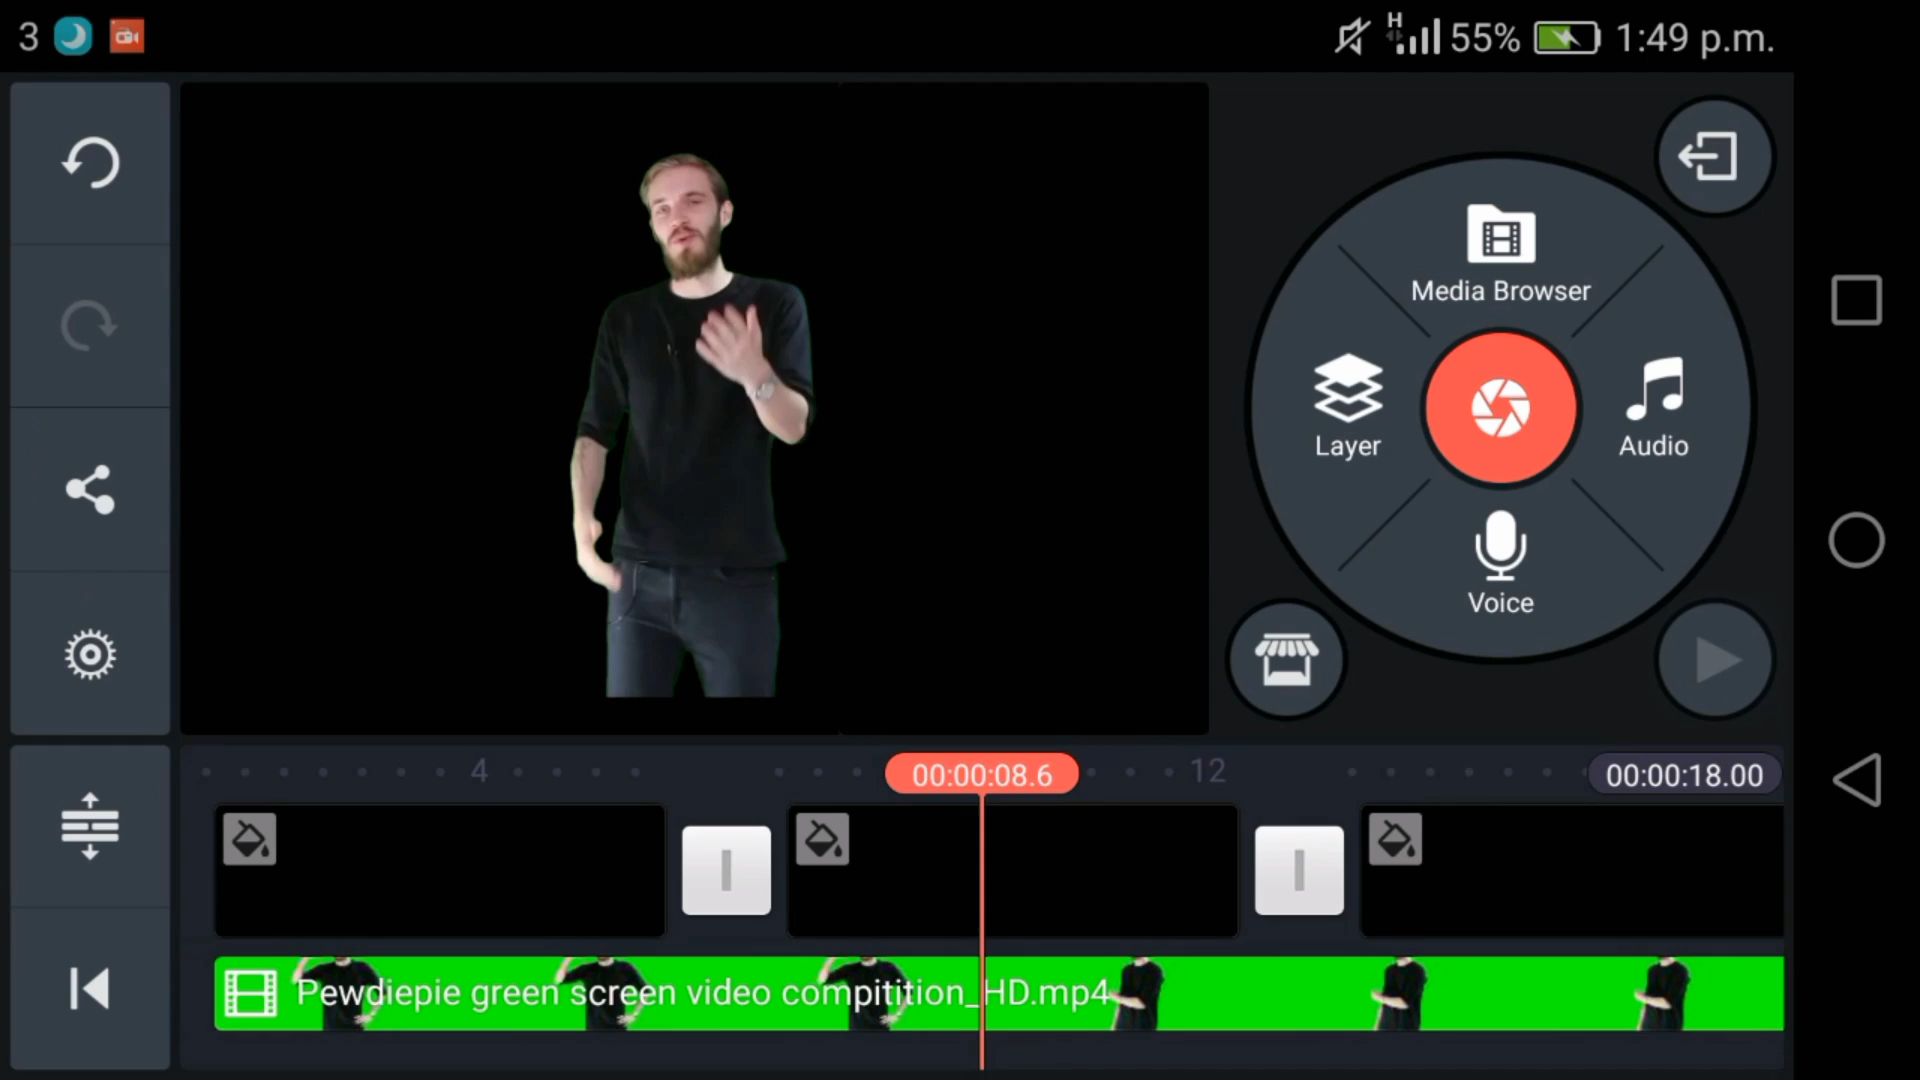 3
H
55%
1:49 p.m.
Media Browser
Layer
Audio
Voice
4
00:00:08.6
12
00:00:18.00
Pewdiepie green screen video compitition_HD.mp4